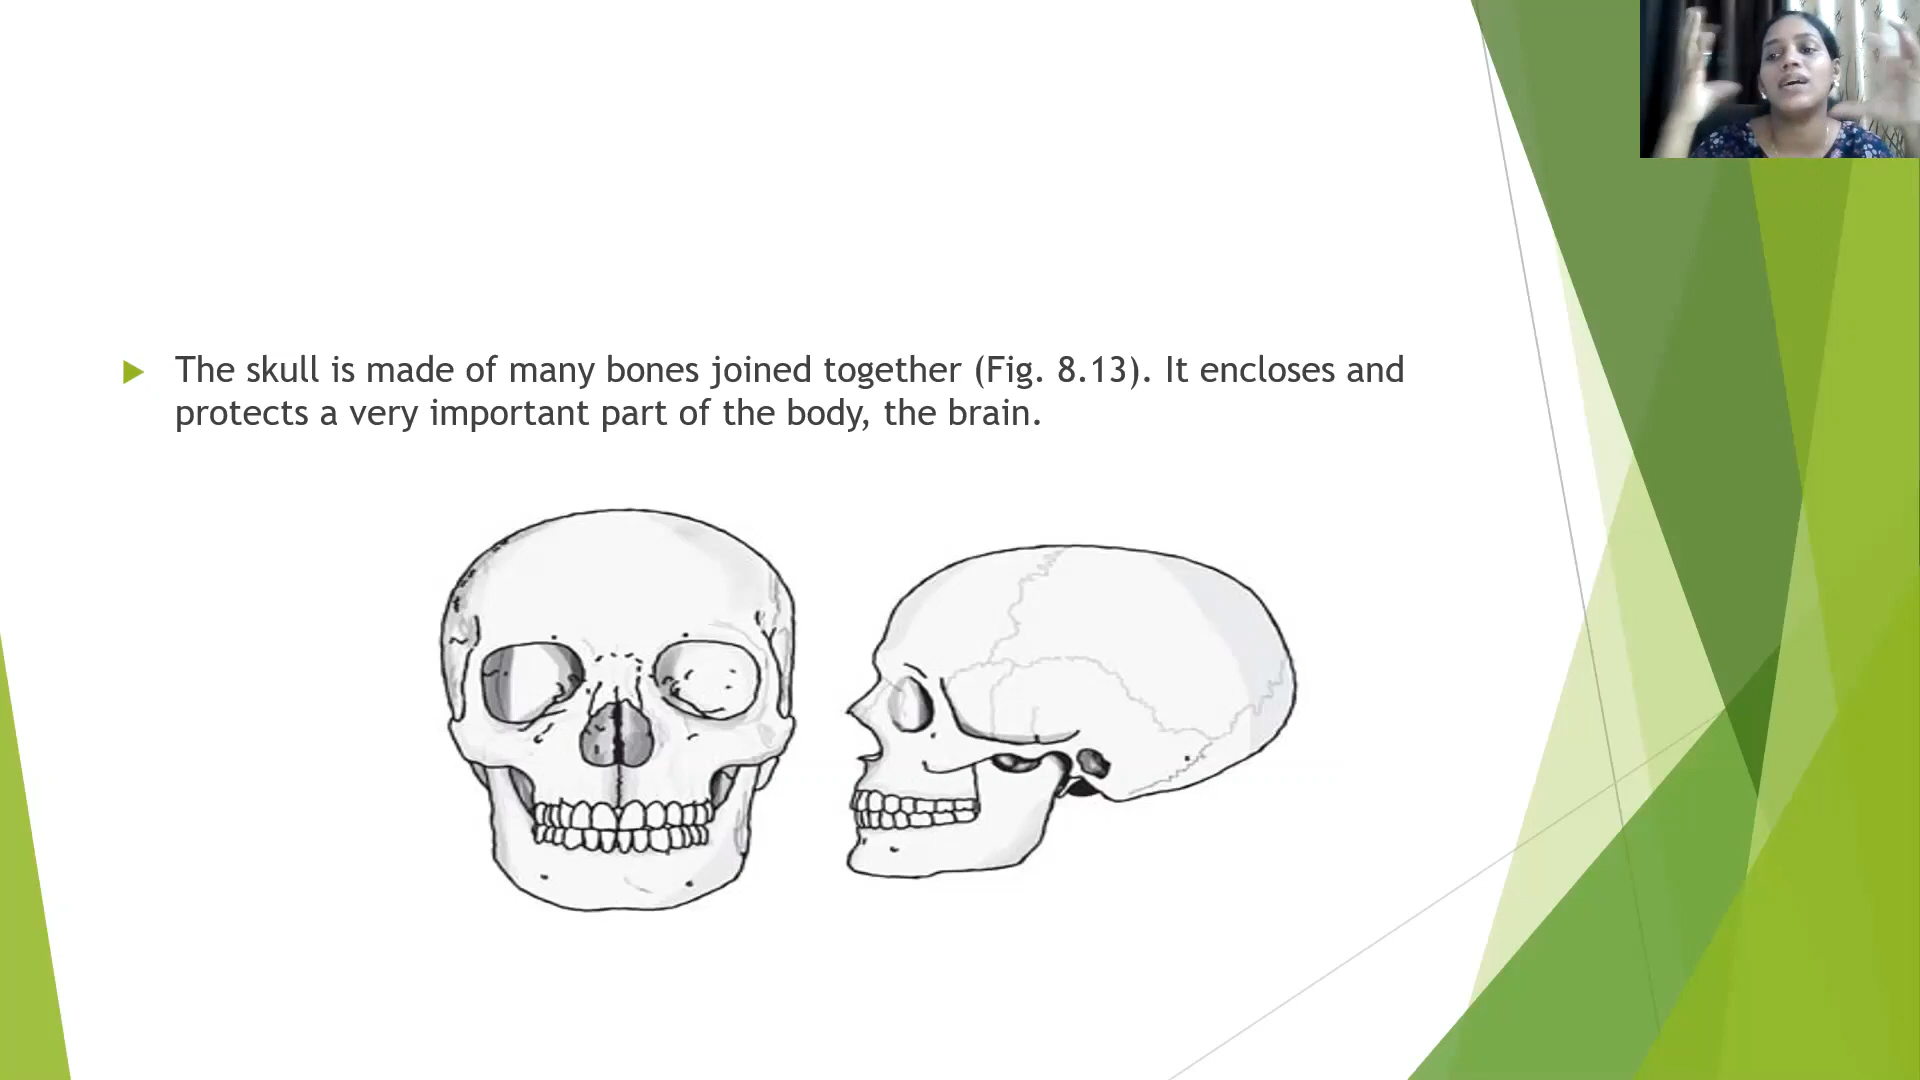 The skull is made of many bones joined together (Fig. 8.13). It encloses and
protects a very important part of the body, the brain.